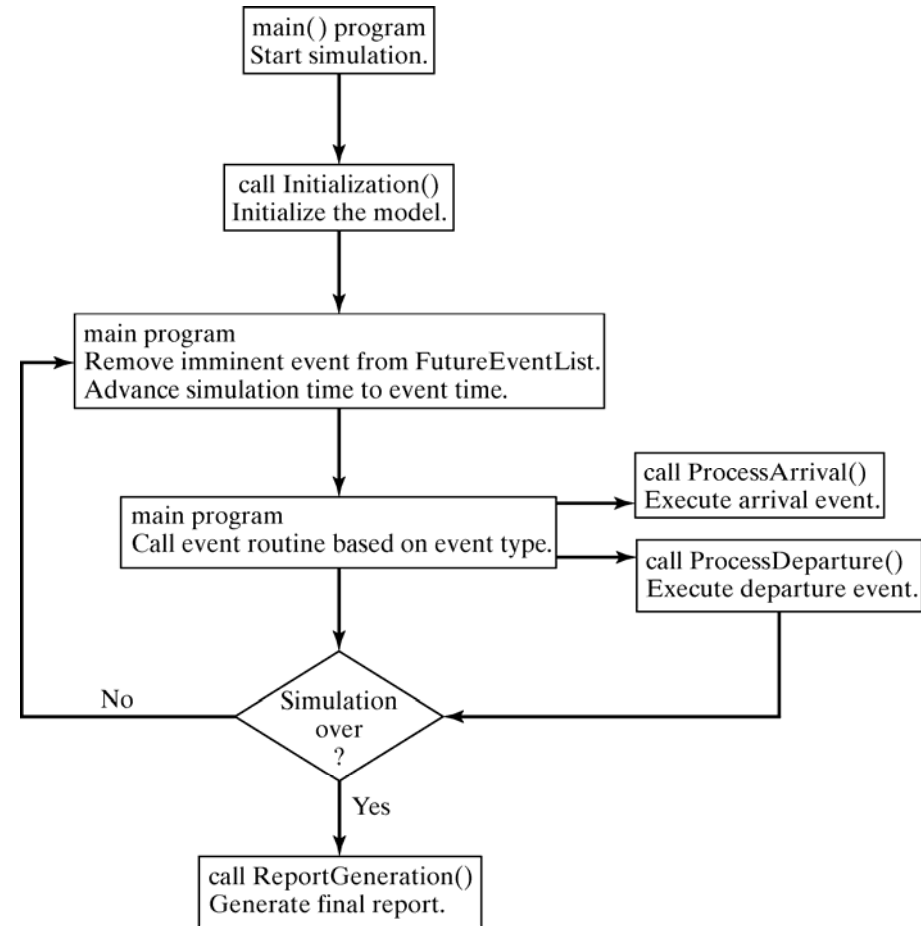 main() program
Start simulation.
call Initialization()
Initialize the model.
main program
Remove imminent event from FutureEventList.
Advance simulation time to event time.
main program
Call event routine based on event type.
call ProcessArrival()
Execute arrival event.
call ProcessDeparture()
Execute departure event.
Simulation
over
?
No
Yes
call ReportGeneration()
Generate final report.